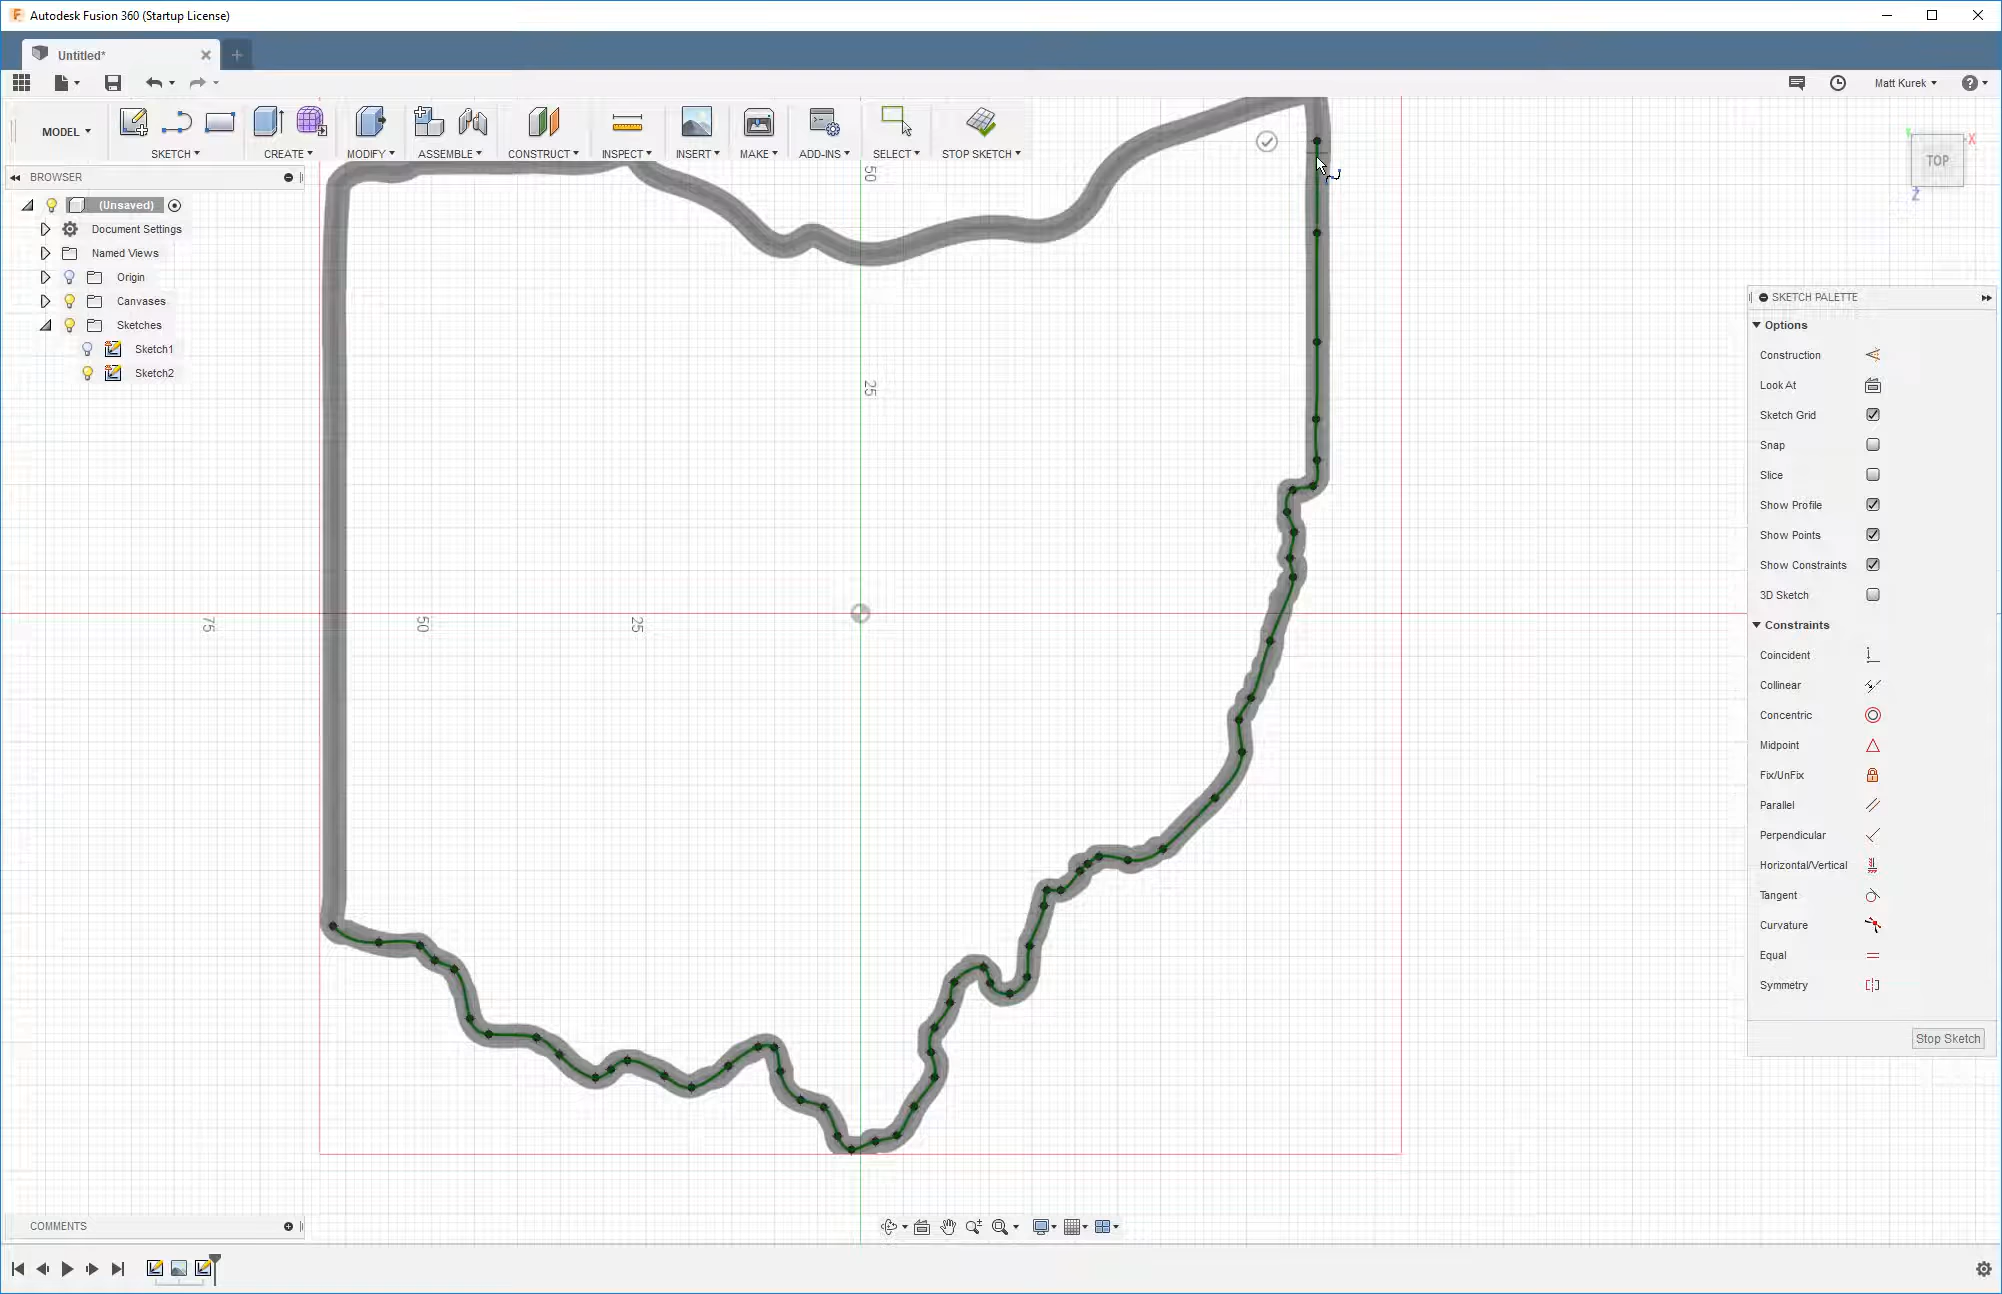 Autodesk Fusion 360 (Startup License)
Untitled*
Matt Kurek
MODEL
SKETCH
CREATE
MODIFY
ASSEMBLE
CONSTRUCT
INSPECT
INSERT
MAKE
ADD-INS
SELECT
STOP SKETCH
BROWSER
(Unsaved)
Document Settings
Named Views
Origin
Canvases
Sketches
Sketch1
Sketch2
50
25
75
50
25
TOP
X
Y
Z
SKETCH PALETTE
Options
Construction
Look At
Sketch Grid
Snap
Slice
Show Profile
Show Points
Show Constraints
3D Sketch
Constraints
Coincident
Collinear
Concentric
Midpoint
Fix/UnFix
Parallel
Perpendicular
Horizontal/Vertical
Tangent
Curvature
Equal
Symmetry
Stop Sketch
COMMENTS